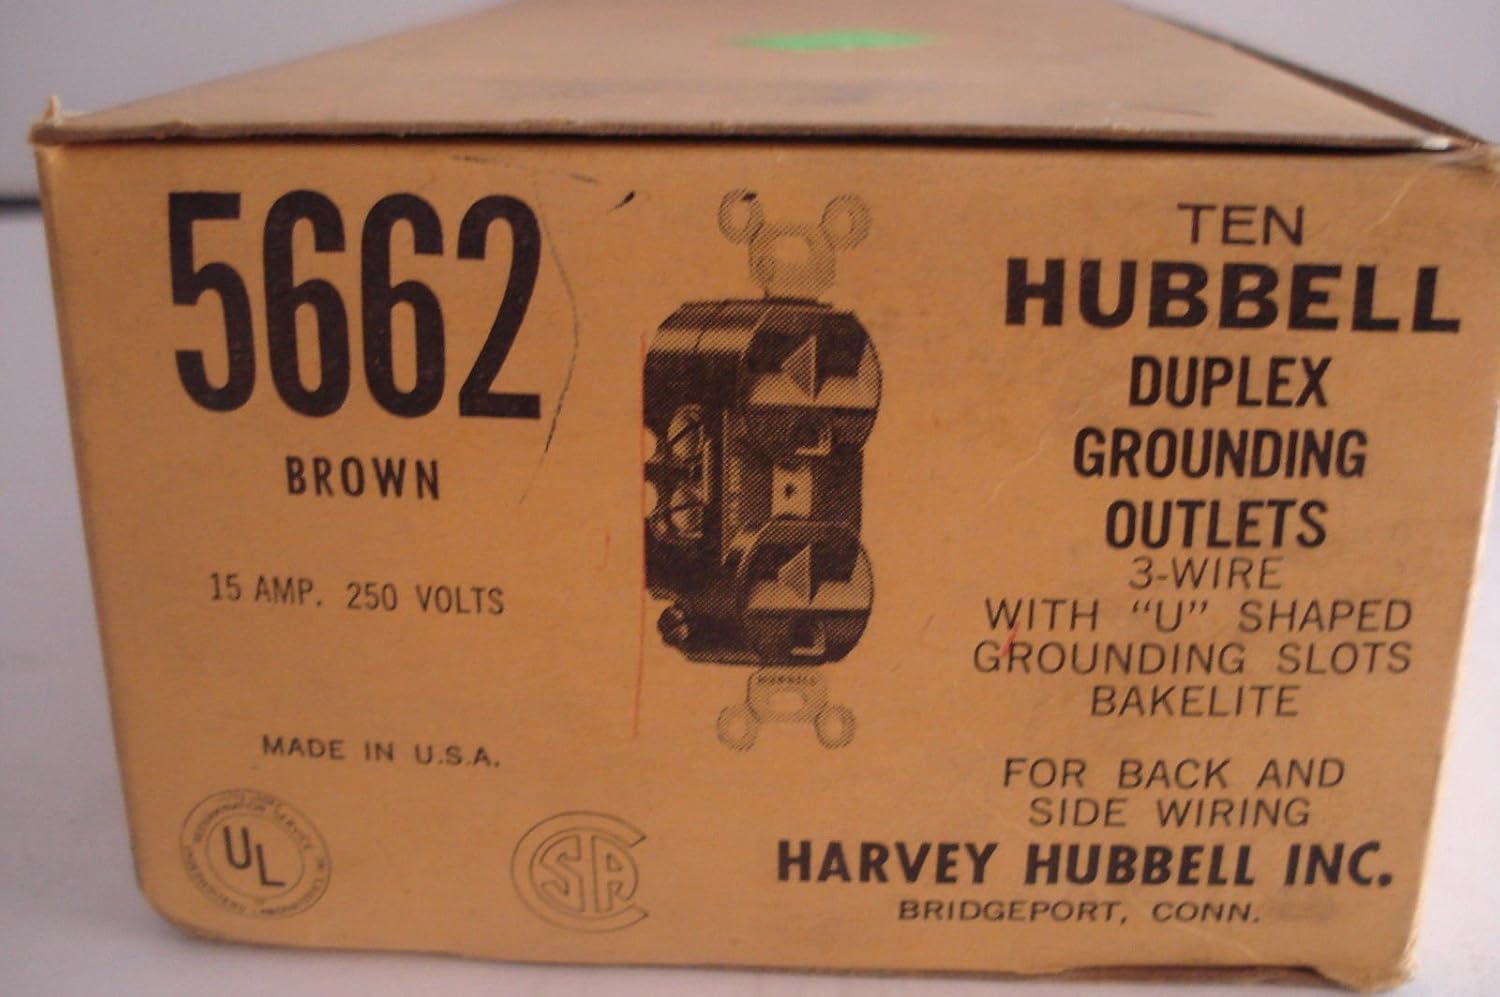 5662
BROWN
15 AMP. 250 VOLTS
MADE IN U.S.A.
UL
CSA
TEN
HUBBELL
DUPLEX
GROUNDING
OUTLETS
3-WIRE
WITH "U" SHAPED
GROUNDING SLOTS
BAKELITE
FOR BACK AND
SIDE WIRING
HARVEY HUBBELL INC.
BRIDGEPORT, CONN.